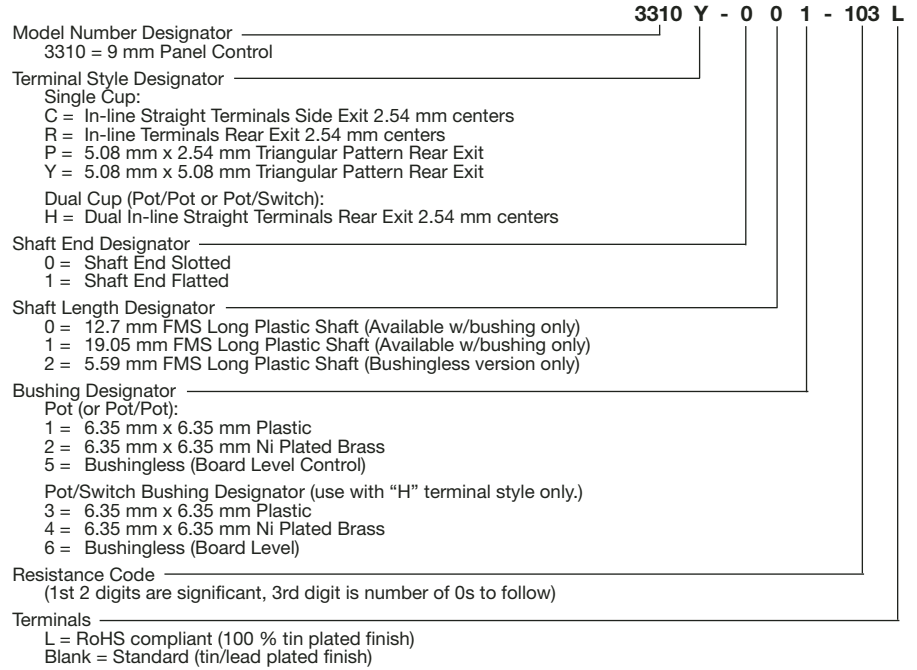 3310 Y - 0 0 1 - 103 L
Model Number Designator
3310 = 9 mm Panel Control
Terminal Style Designator
Single Cup:
C = In-line Straight Terminals Side Exit 2.54 mm centers
R = In-line Terminals Rear Exit 2.54 mm centers
P = 5.08 mm x 2.54 mm Triangular Pattern Rear Exit
Y = 5.08 mm x 5.08 mm Triangular Pattern Rear Exit
Dual Cup (Pot/Pot or Pot/Switch):
H = Dual In-line Straight Terminals Rear Exit 2.54 mm centers
Shaft End Designator
0 = Shaft End Slotted
1 = Shaft End Flatted
Shaft Length Designator
0 = 12.7 mm FMS Long Plastic Shaft (Available w/bushing only)
1 = 19.05 mm FMS Long Plastic Shaft (Available w/bushing only)
2 = 5.59 mm FMS Long Plastic Shaft (Bushingless version only)
Bushing Designator
Pot (or Pot/Pot):
1 = 6.35 mm x 6.35 mm Plastic
2 = 6.35 mm x 6.35 mm Ni Plated Brass
5 = Bushingless (Board Level Control)
Pot/Switch Bushing Designator (use with “H” terminal style only.)
3 = 6.35 mm x 6.35 mm Plastic
4 = 6.35 mm x 6.35 mm Ni Plated Brass
6 = Bushingless (Board Level)
Resistance Code
(1st 2 digits are significant, 3rd digit is number of 0s to follow)
Terminals
L = RoHS compliant (100 % tin plated finish)
Blank = Standard (tin/lead plated finish)